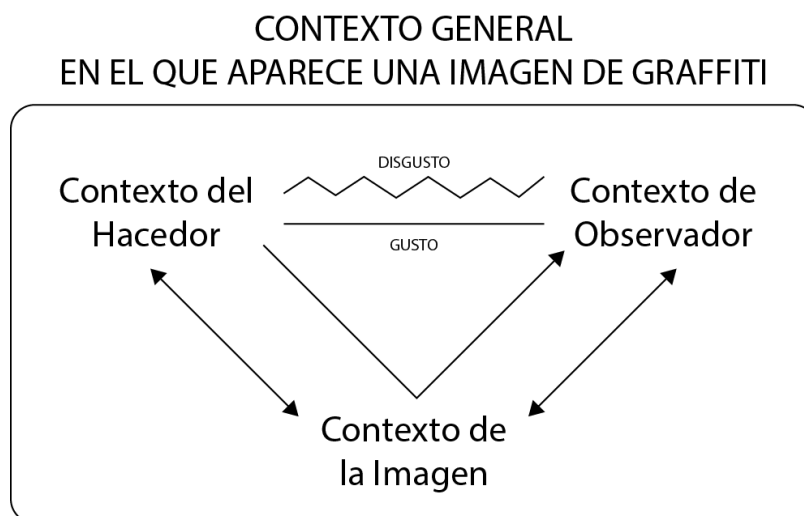 CONTEXTO GENERAL
EN EL QUE APARECE UNA IMAGEN DE GRAFFITI
DISGUSTO
Contexto del
Hacedor
Contexto de
Observador
GUSTO
Contexto de
la Imagen